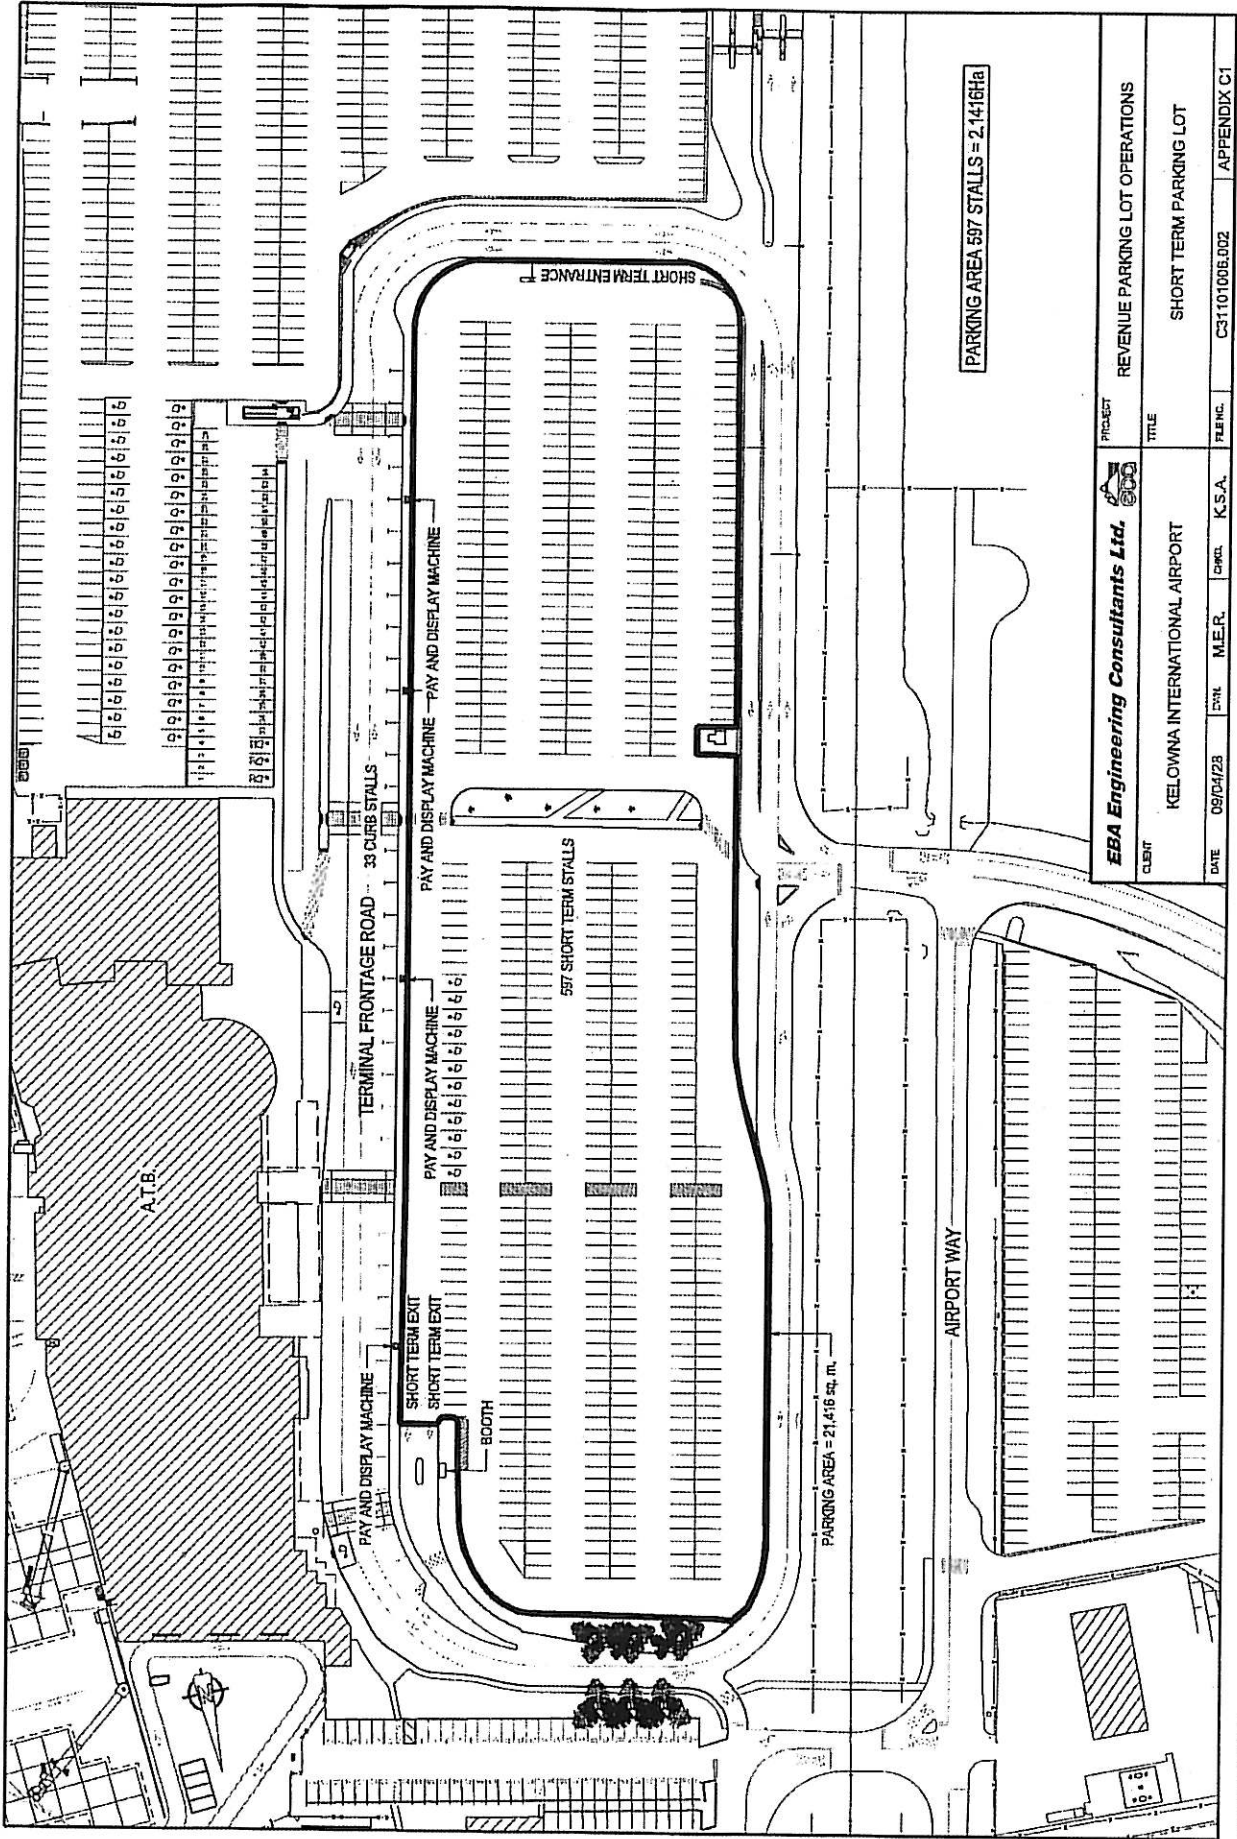 A.T.B.
TERMINAL FRONTAGE ROAD
33 CURB STALLS
PAY AND DISPLAY MACHINE
SHORT TERM EXIT
SHORT TERM EXIT
BOOTH
PAY AND DISPLAY MACHINE
PAY AND DISPLAY MACHINE
PAY AND DISPLAY MACHINE
597 SHORT TERM STALLS
SHORT TERM ENTRANCE
PARKING AREA = 21,416 sq. m.
AIRPORT WAY
PARKING AREA 597 STALLS = 2.1416Ha
EBA Engineering Consultants Ltd.
eba
CLIENT
KELOWNA INTERNATIONAL AIRPORT
PROJECT
REVENUE PARKING LOT OPERATIONS
TITLE
SHORT TERM PARKING LOT
DATE 09/04/28 DWN. M.E.R. CHKD. K.S.A. FILE NO. C31101006.002 APPENDIX C1